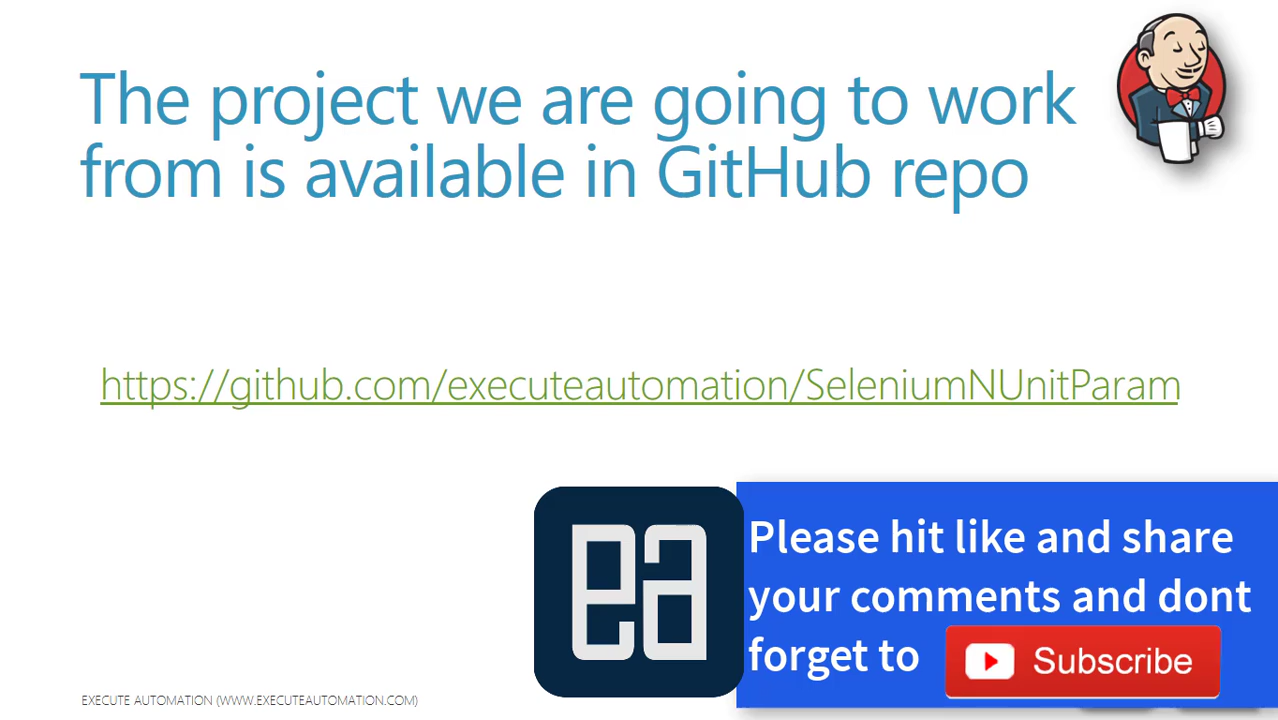 The project we are going to work
from is available in GitHub repo
https://github.com/executeautomation/SeleniumNUnitParam
ea
Please hit like and share
your comments and dont
forget to
Subscribe
EXECUTE AUTOMATION (WWW.EXECUTEAUTOMATION.COM)